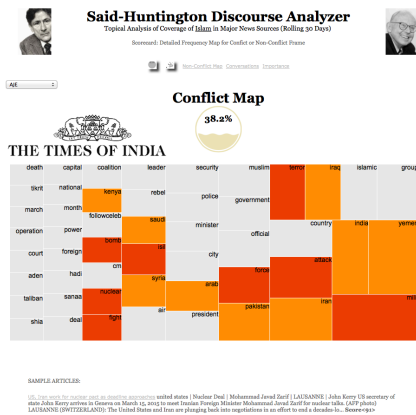 Said-Huntington Discourse Analyzer
Topical Analysis of Coverage of Islam in Major News Sources (Rolling 30 Days)
Scorecard: Detailed Frequency Map for Conflict or Non-Conflict Frame
Non-Conflict Map Conversations Importance
AJE
Conflict Map
38.2%
THE TIMES OF INDIA
death capital coalition leader security muslim terror iraq islamic group
tikrit national kenya rebel police government
march month followceleb saudi minister official country india yemen
operation power
court foreign bomb isil city attack
aden hadi cm syria arab force
taliban sanaa nuclear pakistan iran
shia deal fight air president
SAMPLE ARTICLES:
united states | Nuclear Deal | Mohammad Javad Zarif | LAUSANNE | John Kerry US secretary of
state John Kerry arrives in Geneva on March 15, 2015 to meet Iranian Foreign Minister Mohammad Javad Zarif for nuclear talks. (AFP photo)
LAUSANNE (SWITZERLAND): The United States and Iran are plunging back into negotiations in an effort to end a decades-lo... Score<91>